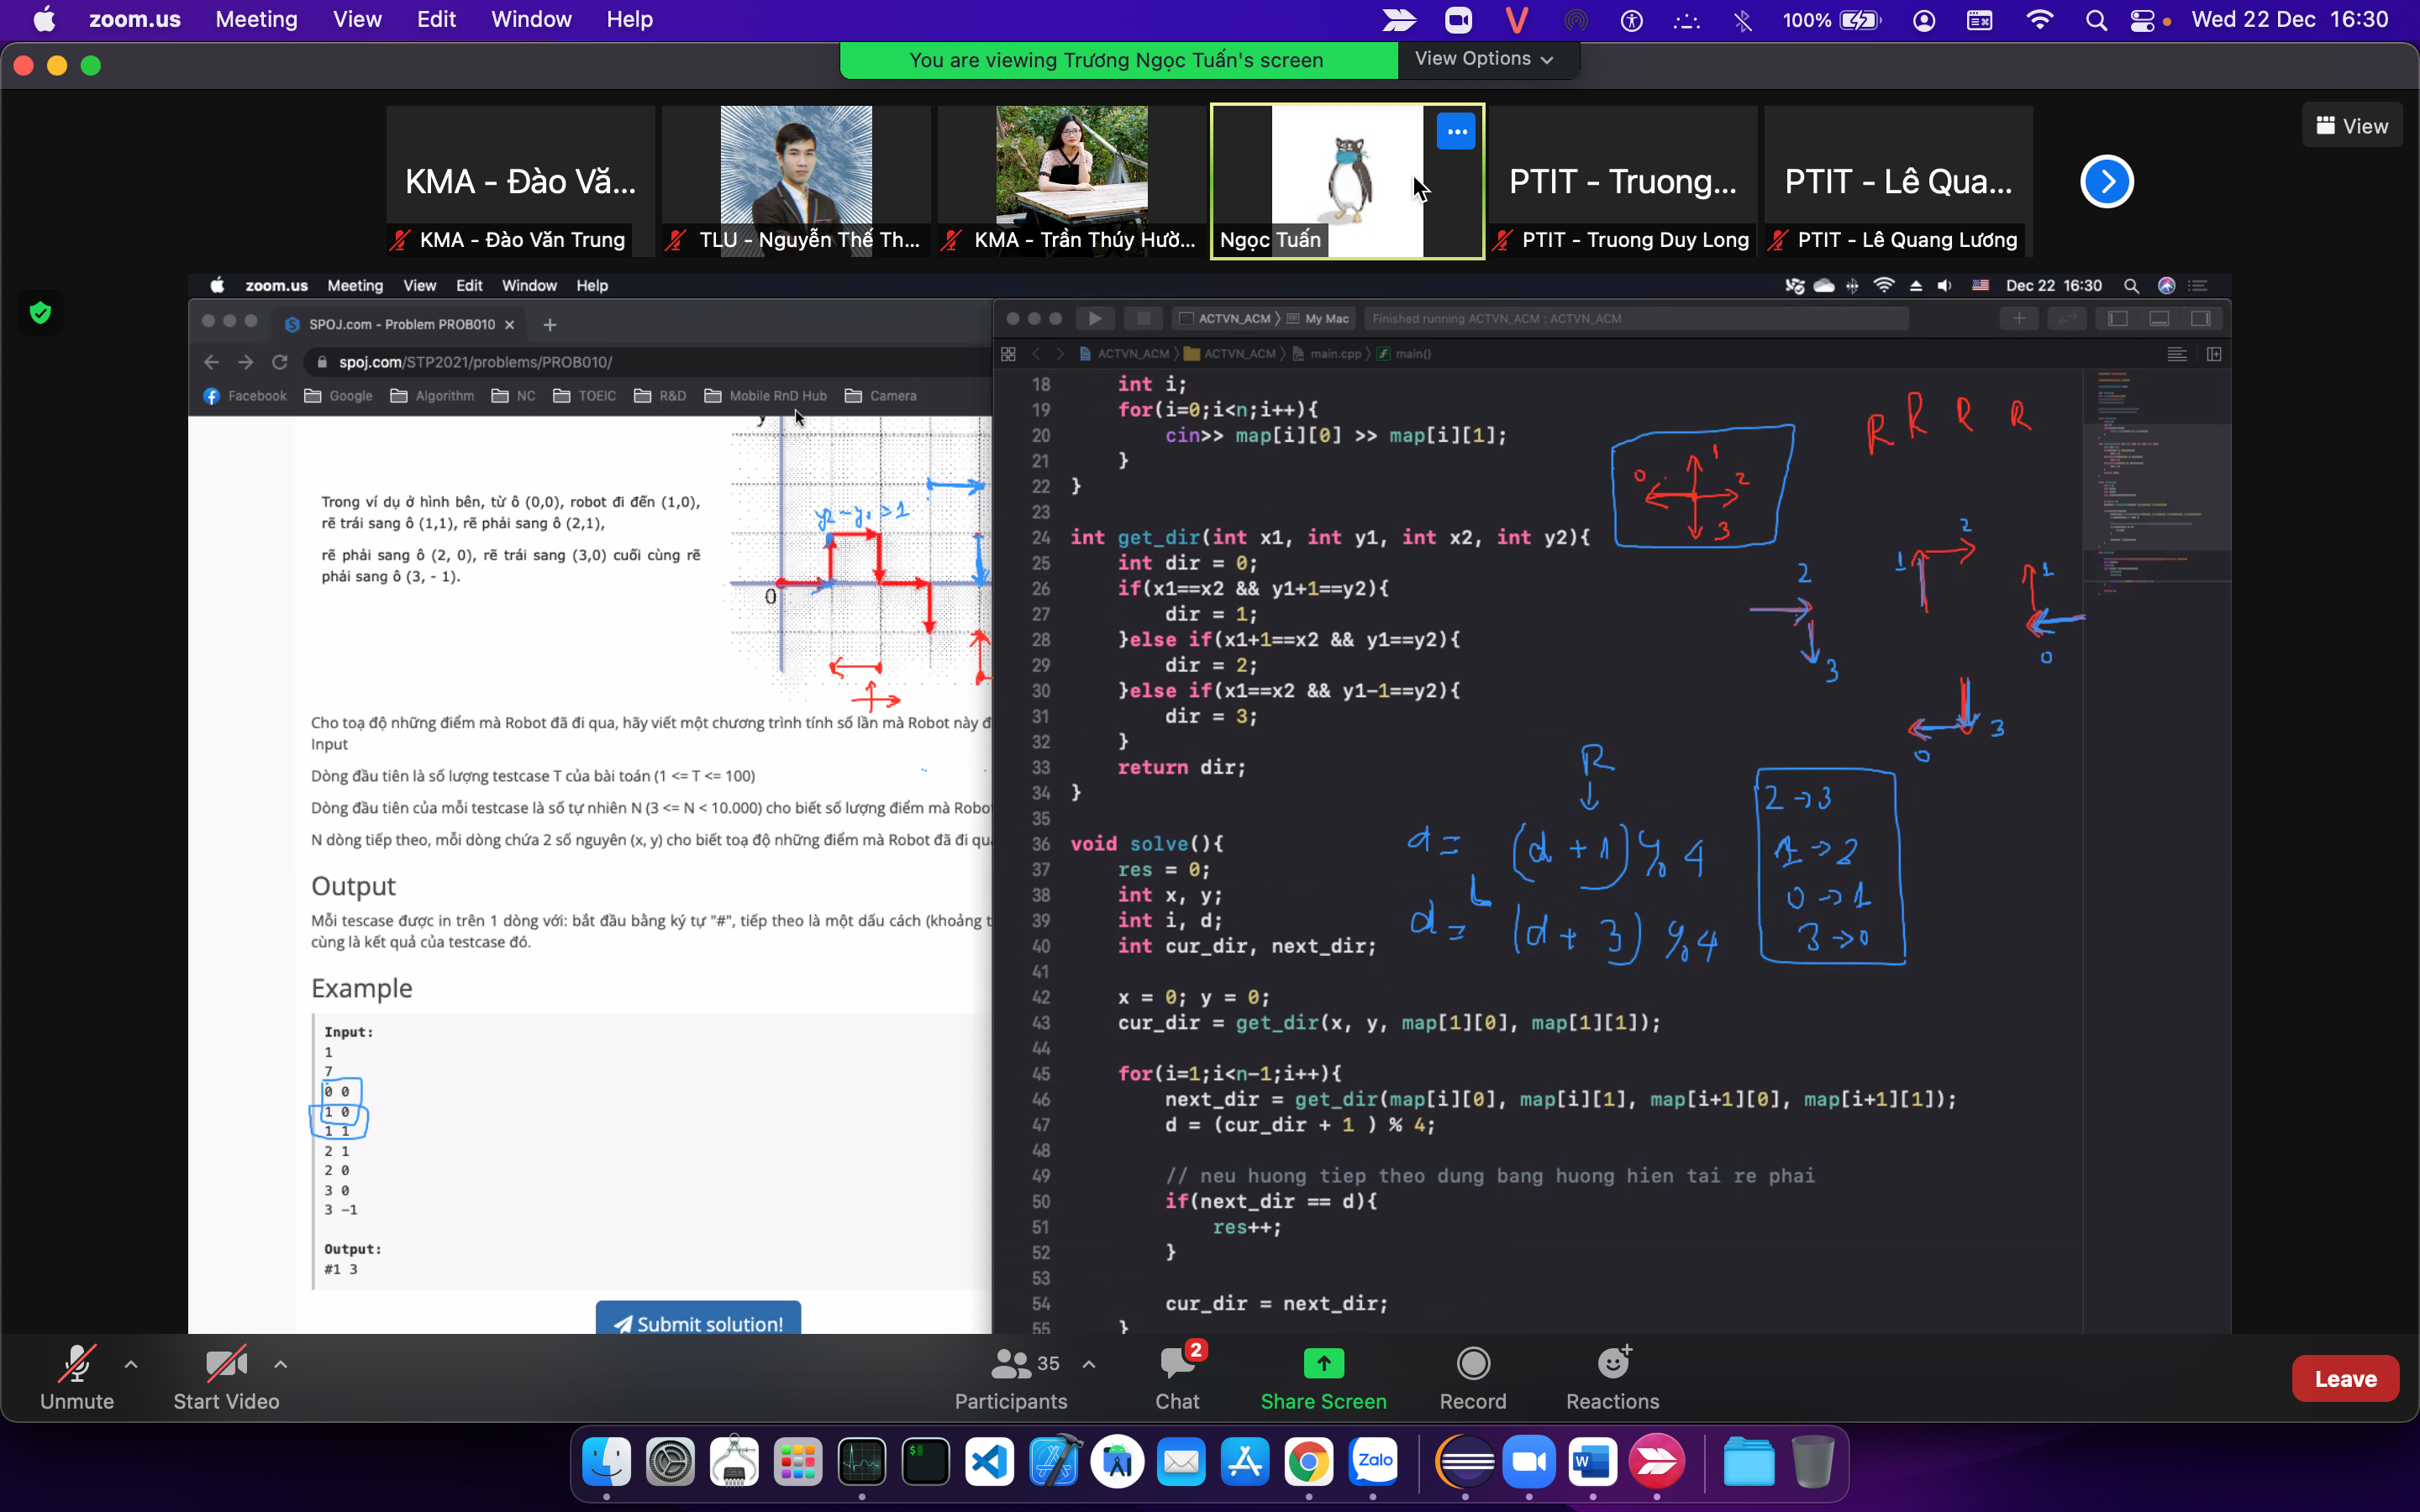 zoom.us Meeting View Edit Window Help 100% Wed 22 Dec 16:30
You are viewing Trương Ngọc Tuấn's screen View Options
KMA - Đào Vă... PTIT - Truong... PTIT - Lê Qua... View
KMA - Đào Văn Trung TLU - Nguyễn Thế Th... KMA - Trần Thúy Hườ... Ngọc Tuấn PTIT - Truong Duy Long PTIT - Lê Quang Lương
zoom.us Meeting View Edit Window Help Dec 22 16:30
SPOJ.com - Problem PROB010
spoj.com/STP2021/problems/PROB010/
Facebook Google Algorithm NC TOEIC R&D Mobile RnD Hub Camera
y
y2 - y1 > 1
Trong ví dụ ở hình bên, từ ô (0,0), robot đi đến (1,0),
rẽ trái sang ô (1,1), rẽ phải sang ô (2,1),
rẽ phải sang ô (2, 0), rẽ trái sang (3,0) cuối cùng rẽ
phải sang ô (3, - 1).
0
Cho toạ độ những điểm mà Robot đã đi qua, hãy viết một chương trình tính số lần mà Robot này đ
Input
Dòng đầu tiên là số lượng testcase T của bài toán (1 <= T <= 100)
Dòng đầu tiên của mỗi testcase là số tự nhiên N (3 <= N < 10.000) cho biết số lượng điểm mà Robo
N dòng tiếp theo, mỗi dòng chứa 2 số nguyên (x, y) cho biết toạ độ những điểm mà Robot đã đi qu
Output
Mỗi tescase được in trên 1 dòng với: bắt đầu bằng ký tự "#", tiếp theo là một dấu cách (khoảng t
cùng là kết quả của testcase đó.
Example
Input:
1
7
0 0
1 0
1 1
2 1
2 0
3 0
3 -1
Output:
#1 3
Submit solution!
ACTVN_ACM My Mac Finished running ACTVN_ACM : ACTVN_ACM
ACTVN_ACM ACTVN_ACM main.cpp main()
18 int i;
19 for(i=0;i<n;i++){
20 cin>> map[i][0] >> map[i][1];
21 }
22 }
23
24 int get_dir(int x1, int y1, int x2, int y2){
25 int dir = 0;
26 if(x1==x2 && y1+1==y2){
27 dir = 1;
28 }else if(x1+1==x2 && y1==y2){
29 dir = 2;
30 }else if(x1==x2 && y1-1==y2){
31 dir = 3;
32 }
33 return dir;
34 }
35
36 void solve(){
37 res = 0;
38 int x, y;
39 int i, d;
40 int cur_dir, next_dir;
41
42 x = 0; y = 0;
43 cur_dir = get_dir(x, y, map[1][0], map[1][1]);
44
45 for(i=1;i<n-1;i++){
46 next_dir = get_dir(map[i][0], map[i][1], map[i+1][0], map[i+1][1]);
47 d = (cur_dir + 1 ) % 4;
48
49 // neu huong tiep theo dung bang huong hien tai re phai
50 if(next_dir == d){
51 res++;
52 }
53
54 cur_dir = next_dir;
55 }
R R R R
0 1 2 3
2 3
1 2
1 0
3 0
R
d = (d + 1) % 4
L
d = (d + 3) % 4
2 → 3
1 → 2
0 → 1
3 → 0
Unmute Start Video Participants 35 Chat 2 Share Screen Record Reactions Leave
Zalo